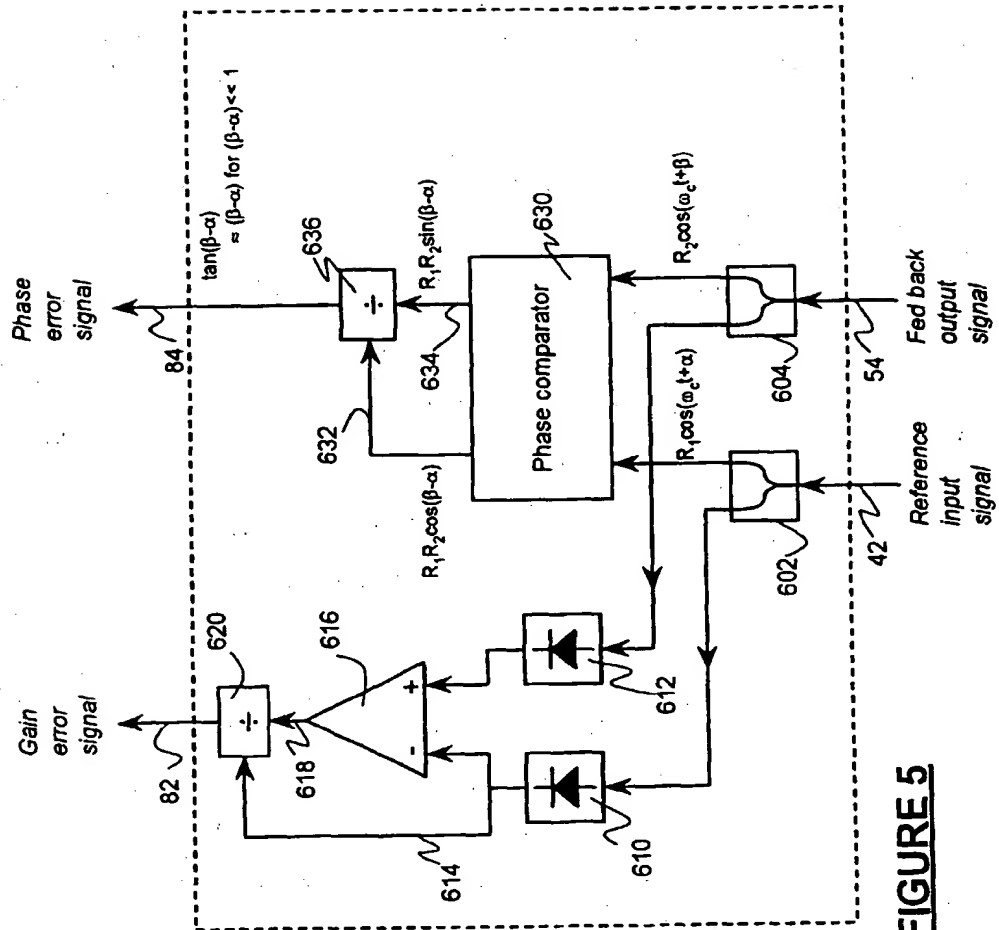 Gain
error
signal
82
620
÷
618
616
-
+
614
610
612
Phase
error
signal
84
tan(β-α)
≈ (β-α) for (β-α)<< 1
636
÷
632
634
R₁R₂cos(β-α)
R₁R₂sin(β-α)
Phase comparator
630
R₁cos(ω_ct+α)
R₂cos(ω_ct+β)
602
604
42
54
Reference
input
signal
Fed back
output
signal
FIGURE 5